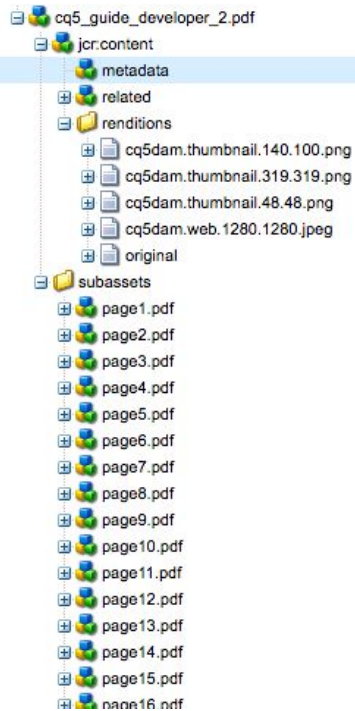 cq5_guide_developer_2.pdf
jcr:content
metadata
related
renditions
cq5dam.thumbnail.140.100.png
cq5dam.thumbnail.319.319.png
cq5dam.thumbnail.48.48.png
cq5dam.web.1280.1280.jpeg
original
subassets
page1.pdf
page2.pdf
page3.pdf
page4.pdf
page5.pdf
page6.pdf
page7.pdf
page8.pdf
page9.pdf
page10.pdf
page11.pdf
page12.pdf
page13.pdf
page14.pdf
page15.pdf
page16.pdf